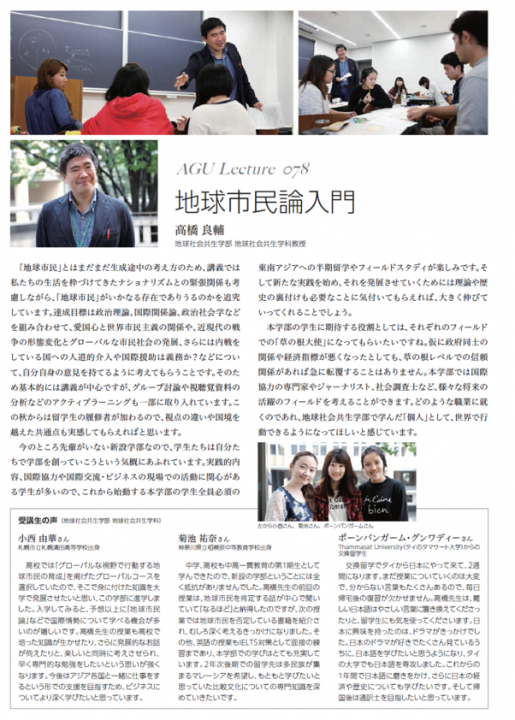 AGU Lecture 078
地球市民論入門
高橋 良輔
地球社会共生学部 地球社会共生学科教授
「地球市民」とはまだまだ生成途中の考え方のため、講義では
私たちの生活を枠づけてきたナショナリズムとの緊張関係も考
慮しながら、「地球市民」がいかなる存在でありうるのかを追究
しています。達成目標は政治理論、国際関係論、政治社会学など
を組み合わせて、愛国心と世界市民主義の関係や、近現代の戦
争の形態変化とグローバルな市民社会の発展、さらには内戦を
している国への人道的介入や国際援助は義務か?などについ
て、自分自身の意見を持てるように考えてもらうことです。そのた
め基本的には講義が中心ですが、グループ討論や視聴覚資料の
分析などのアクティブラーニングも一部に取り入れています。こ
の秋からは留学生の履修者が加わるので、視点の違いや国境を
越えた共通点も実感してもらえればと思います。
今のところ先輩がいない新設学部なので、学生たちは自分た
ちで学部を創っていこうという気概にあふれています。実践的内
容、国際協力や国際交流・ビジネスの現場での活動に関心があ
る学生が多いので、これから始動する本学部の学生全員必須の
東南アジアへの半期留学やフィールドスタディが楽しみです。そ
して新たな実践を始め、それを発展させていくためには理論や歴
史の裏付けも必要なことに気付いてもらえれば、大きく伸びて
いってくれることでしょう。
本学部の学生に期待する役割としては、それぞれのフィールド
での「草の根大使」になってもらいたいですね。仮に政府同士の
関係や経済指標が悪くなったとしても、草の根レベルでの信頼
関係があれば急に転覆することはありません。本学部では国際
協力の専門家やジャーナリスト、社会調査士など、様々な将来の
活躍のフィールドを考えることができます。どのような職業に就
くのであれ、地球社会共生学部で学んだ「個人」として、世界で行
動できるようになってほしいと感じています。
左から小西さん、菊池さん、ポーンパンガームさん
受講生の声 (地球社会共生学部 地球社会共生学科)
小西 由華さん
札幌市立札幌清田高等学校出身
高校では「グローバルな視野で行動する地
球市民の育成」を掲げたグローバルコースを
選択していたので、そこで身に付けた知識を大
学で発展させたいと思い、この学部に進学しま
した。入学してみると、予想以上に「地球市民
論」などで国際情勢について学べる機会が多
いのが嬉しいです。高橋先生の授業も高校で
培った知識が生かせたり、さらに発展的なお話
が伺えたりと、楽しいと同時に考えさせられ、
早く専門的な勉強をしたいという思いが強く
なります。今後はアジア各国と一緒に仕事をす
るという形での支援を目指すため、ビジネスに
ついてより深く学びたいと思っています。
菊池 祐奈さん
神奈川県立相模原中等教育学校出身
中学、高校も中高一貫教育の第1期生として
学んできたので、新設の学部ということには全
く抵抗がありませんでした。高橋先生の前回の
授業は、地球市民を肯定する話が中心で聞い
ていて「なるほど」と納得したのですが、次の授
業では地球市民を否定している書籍を紹介さ
れ、むしろ深く考えるきっかけになりました。そ
の他、英語の授業もIELTS対策として面接の練
習まであり、本学部での学びはとても充実して
います。2年次後期での留学先は多民族が集
まるマレーシアを希望し、もともと学びたいと
思っていた比較文化についての専門知識を深
めていきたいです。
ポーンパンガーム・グンワディーさん
Thammasat University(タイのタマサート大学)からの
交換留学生
交換留学でタイから日本にやって来て、2週
間になります。まだ授業についていくのは大変
で、分からない言葉もたくさんあるので、毎日
帰宅後の復習が欠かせません。高橋先生は、難
しい日本語はやさしい言葉に置き換えてくださっ
たりと、留学生にも気を使ってくださいます。日
本に興味を持ったのは、ドラマがきっかけでし
た。日本のドラマが好きでたくさん見ているう
ちに、日本語を学びたいと思うようになり、タイ
の大学でも日本語を専攻しました。これからの
1年間で日本語に磨きをかけ、さらに日本の経
済や歴史についても学びたいです。そして帰
国後は通訳士を目指したいと思います。